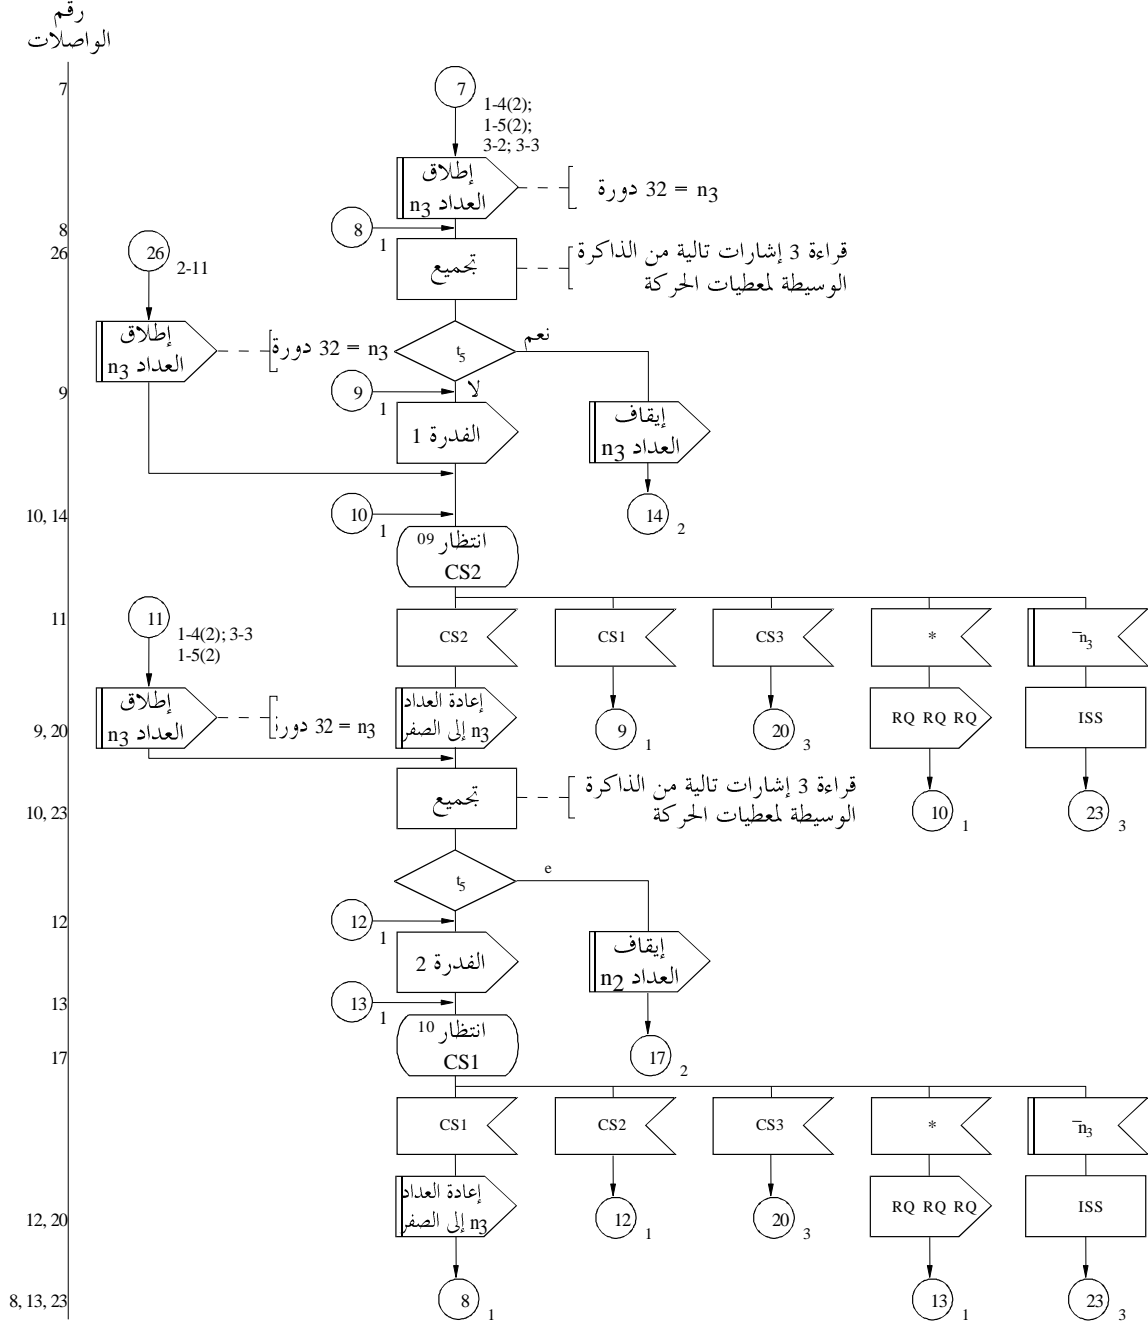 رقم
الواصلات
7
7
1-4(2);
1-5(2);
3-2; 3-3
إطلاق
العداد n3
n3 = 32 دورة
8
8
1
26
26
2-11
تجميع
قراءة 3 إشارات تالية من الذاكرة
الوسيطة لمعطيات الحركة
إطلاق
العداد n3
n3 = 32 دورة
t5
نعم
لا
9
9
1
الفدرة 1
إيقاف
العداد n3
10, 14
10
1
14
2
انتظار 09
CS2
11
11
1-4(2); 3-3
1-5(2)
CS2
CS1
CS3
*
n3
إطلاق
العداد n3
n3 = 32 دورة
إعادة العداد
n3 إلى الصفر
RQ RQ RQ
ISS
9, 20
9
1
20
3
تجميع
قراءة 3 إشارات تالية من الذاكرة
الوسيطة لمعطيات الحركة
10, 23
10
1
23
3
t5
e
12
12
1
الفدرة 2
إيقاف
العداد n2
13
13
1
انتظار 10
CS1
17
17
2
CS1
CS2
CS3
*
n3
إعادة العداد
n3 إلى الصفر
RQ RQ RQ
ISS
12, 20
12
1
20
3
8, 13, 23
8
1
13
1
23
3